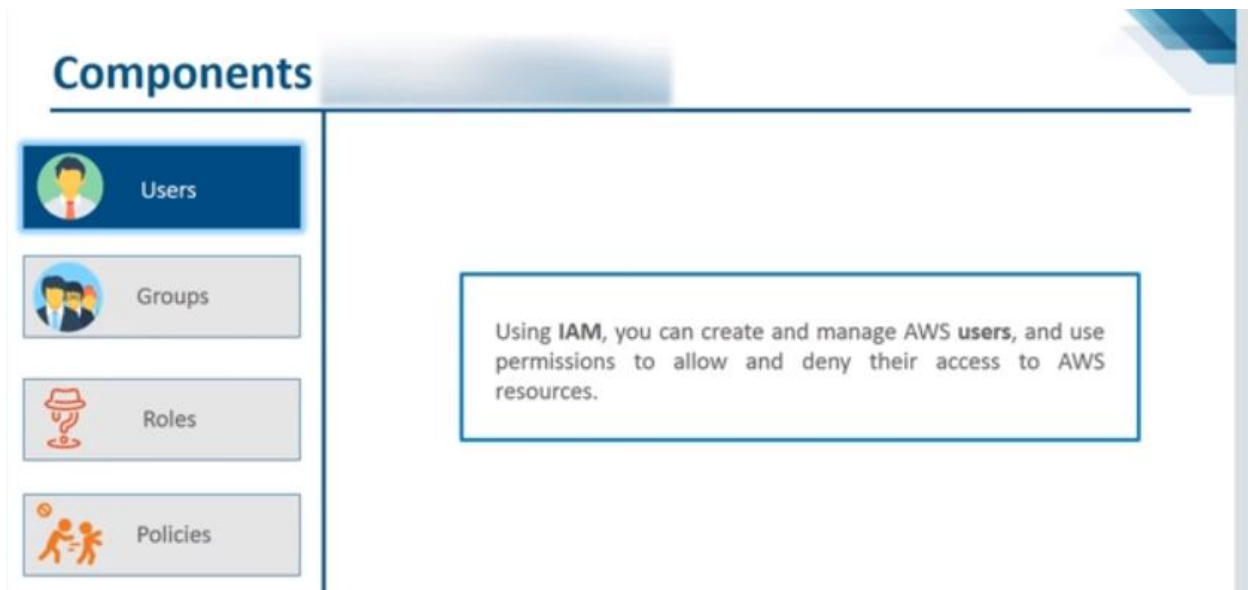 Components
Users
Groups
Roles
Policies
Using IAM, you can create and manage AWS users, and use
permissions to allow and deny their access to AWS
resources.